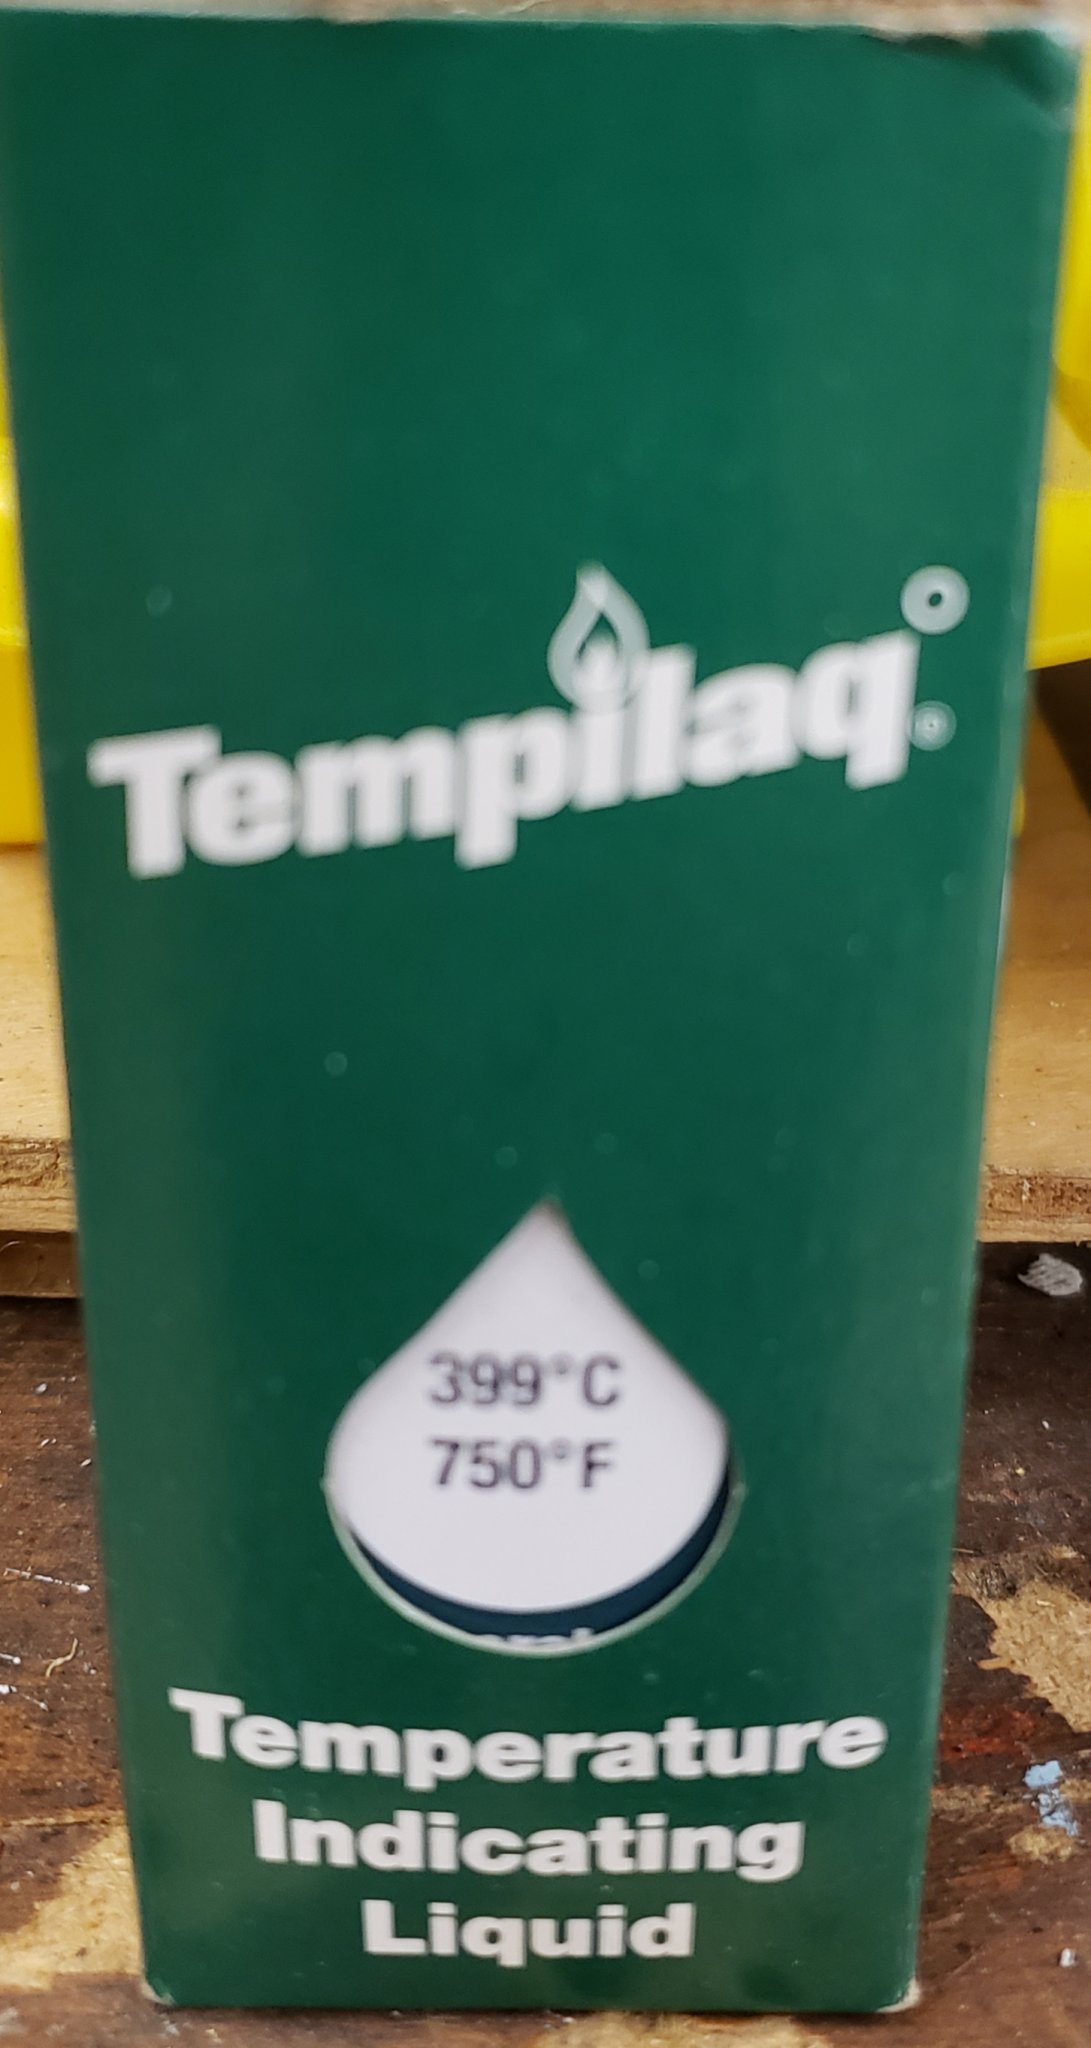 Tempilaq°
399°C
750°F
Temperature
Indicating
Liquid